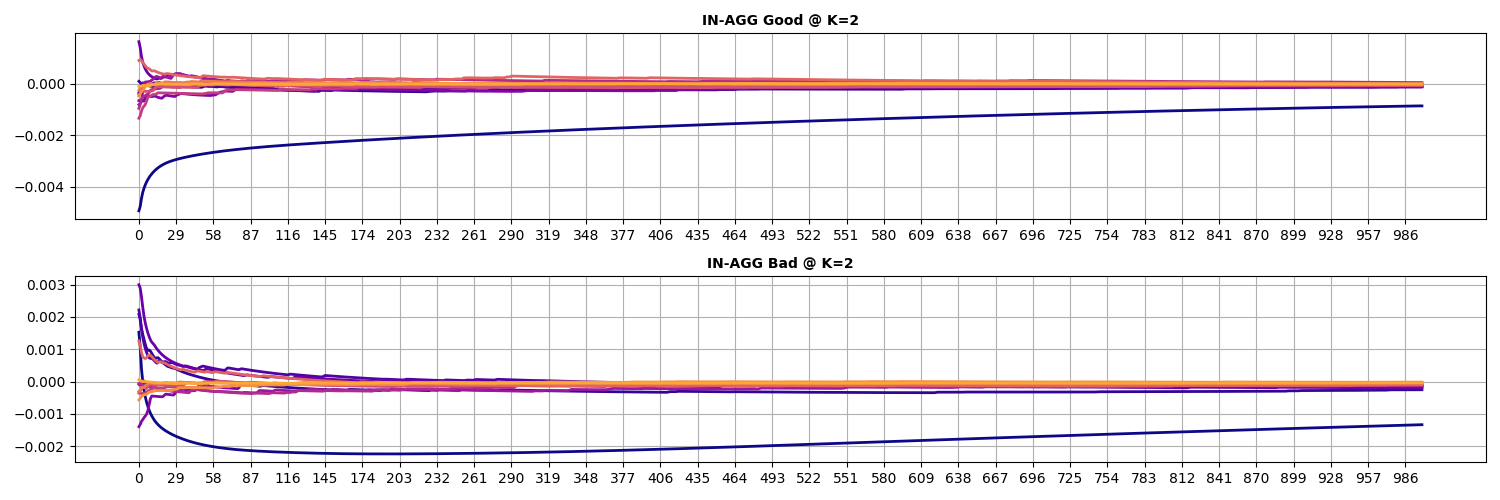 IN-AGG Good @ K=2
0.000
−0.002
−0.004
0 29 58 87 116 145 174 203 232 261 290 319 348 377 406 435 464 493 522 551 580 609 638 667 696 725 754 783 812 841 870 899 928 957 986
IN-AGG Bad @ K=2
0.003
0.002
0.001
0.000
−0.001
−0.002
0 29 58 87 116 145 174 203 232 261 290 319 348 377 406 435 464 493 522 551 580 609 638 667 696 725 754 783 812 841 870 899 928 957 986